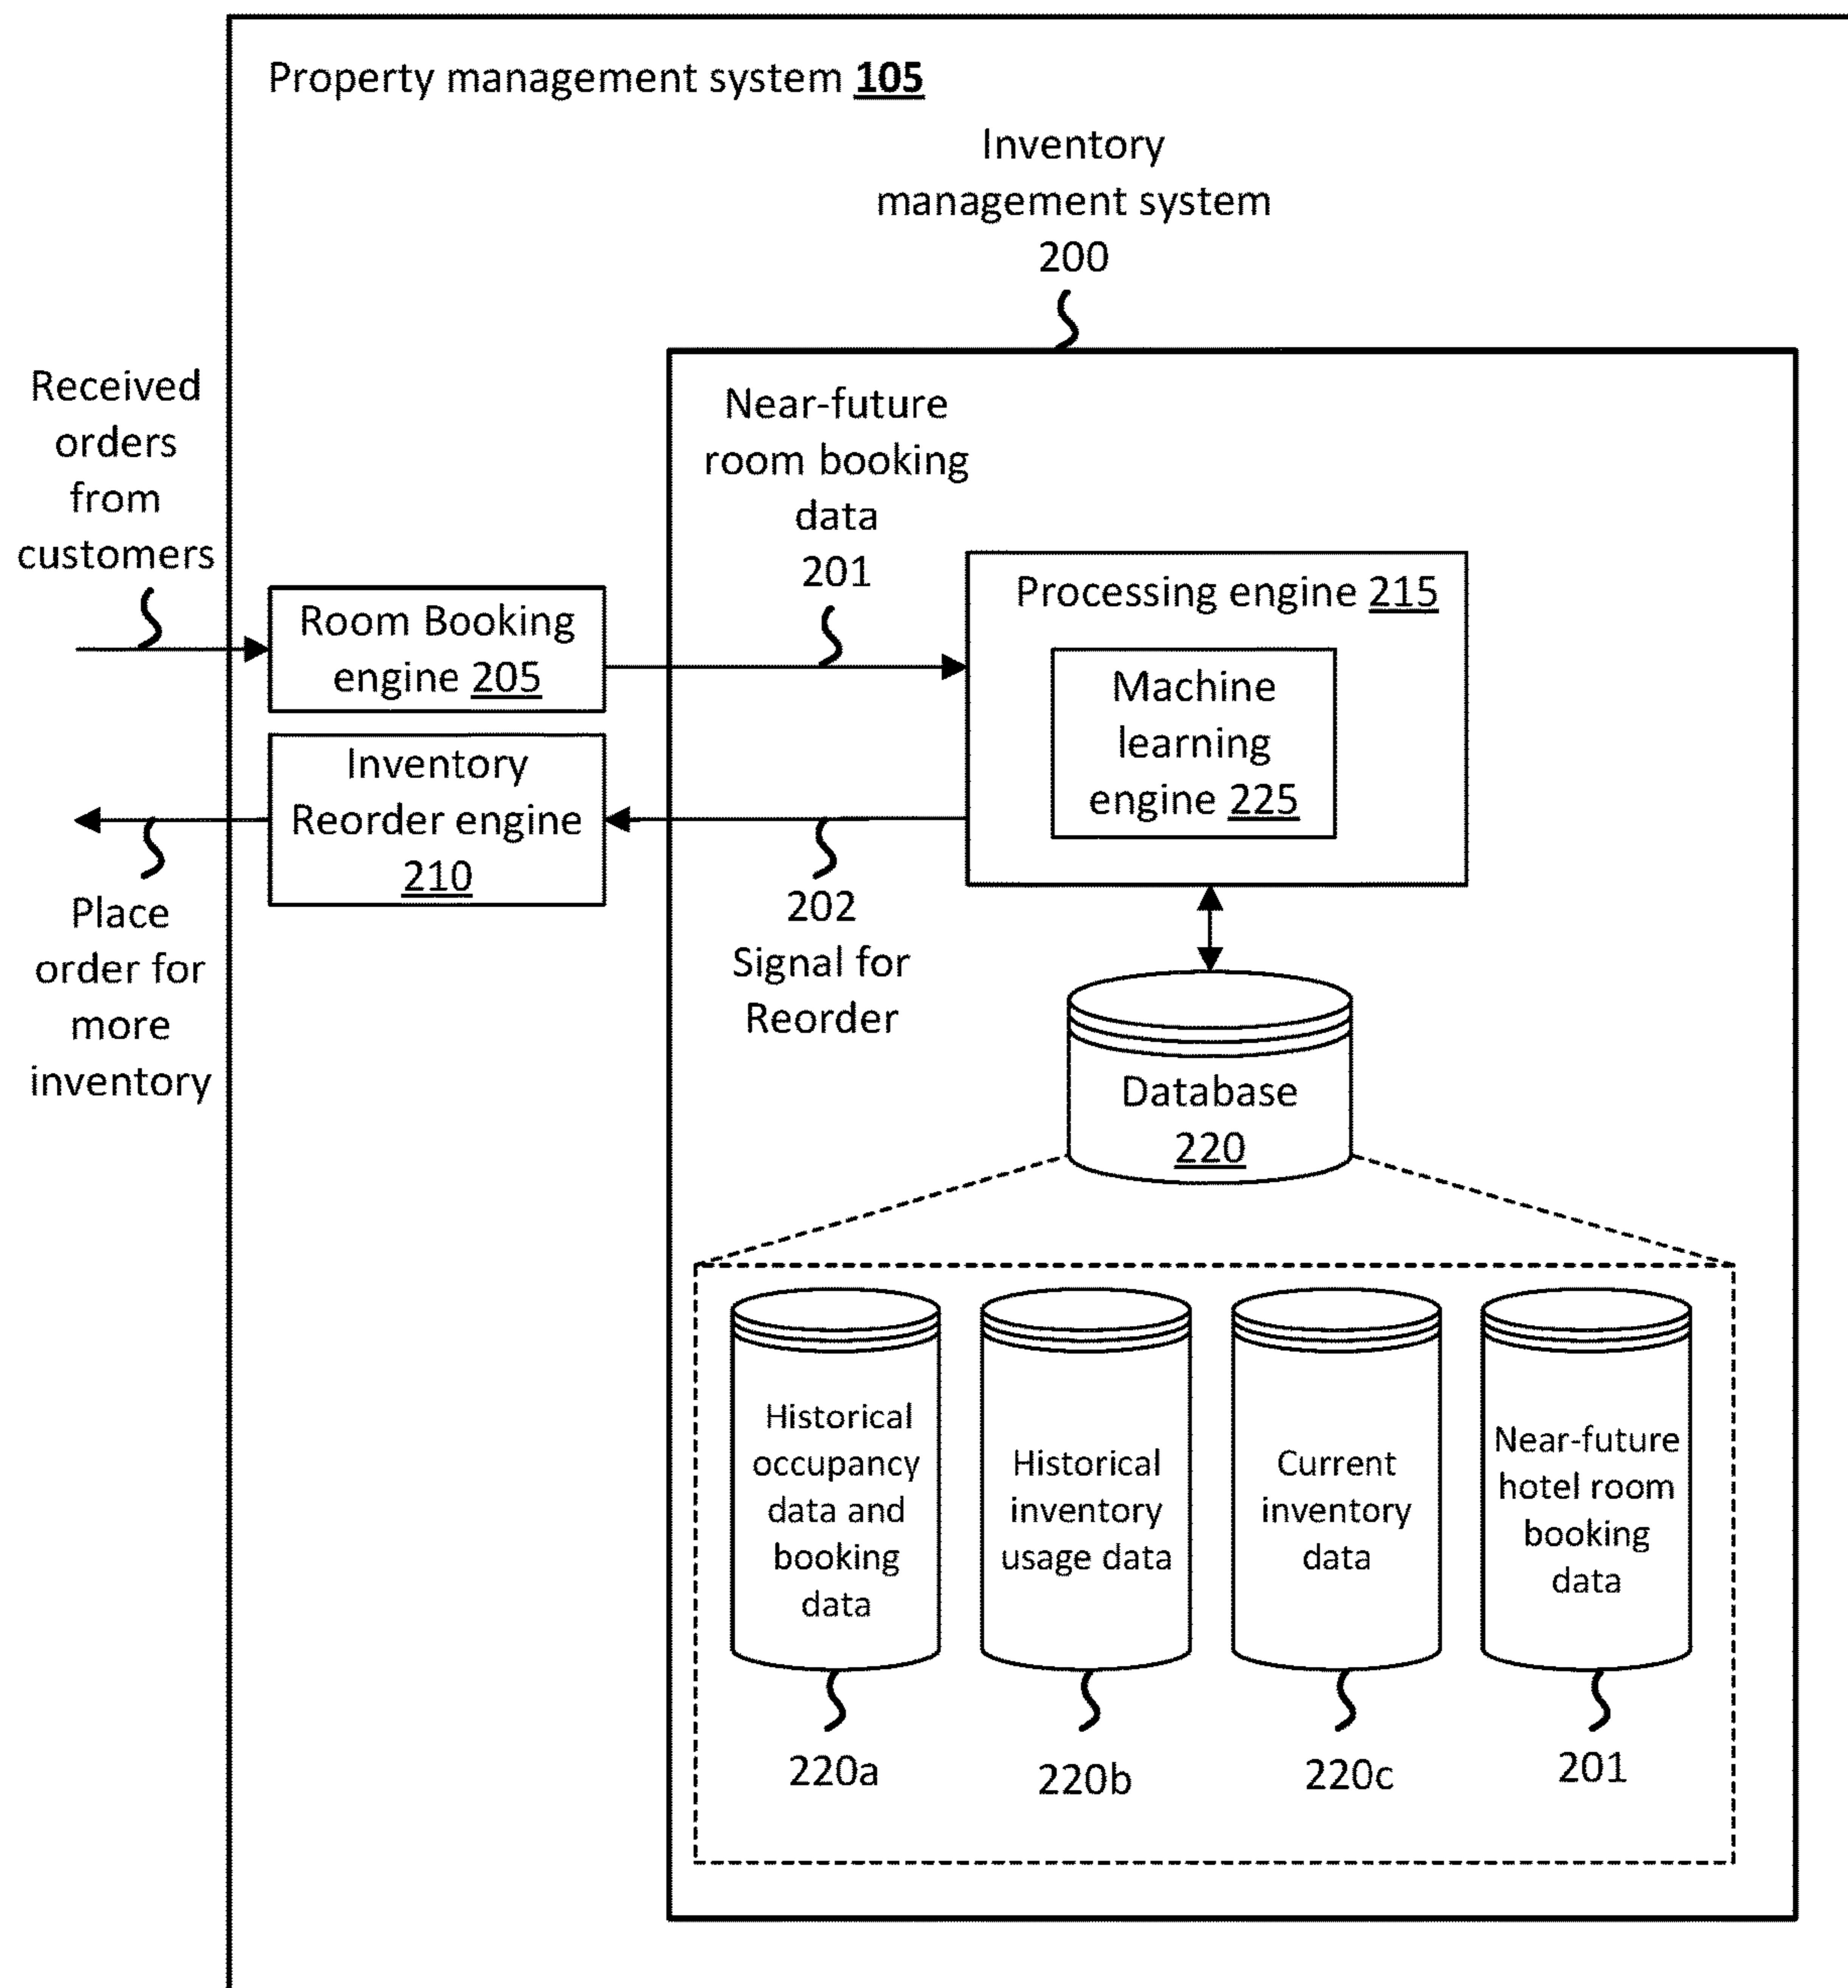 Property management system 105
Inventory
management system
200
Received
orders
from
customers
Near-future
room booking
data
201
Room Booking
engine 205
Processing engine 215
Machine
learning
engine 225
Inventory
Reorder engine
210
Place
order for
more
inventory
202
Signal for
Reorder
Database
220
Historical
occupancy
data and
booking
data
Historical
inventory
usage data
Current
inventory
data
Near-future
hotel room
booking
data
220a
220b
220c
201